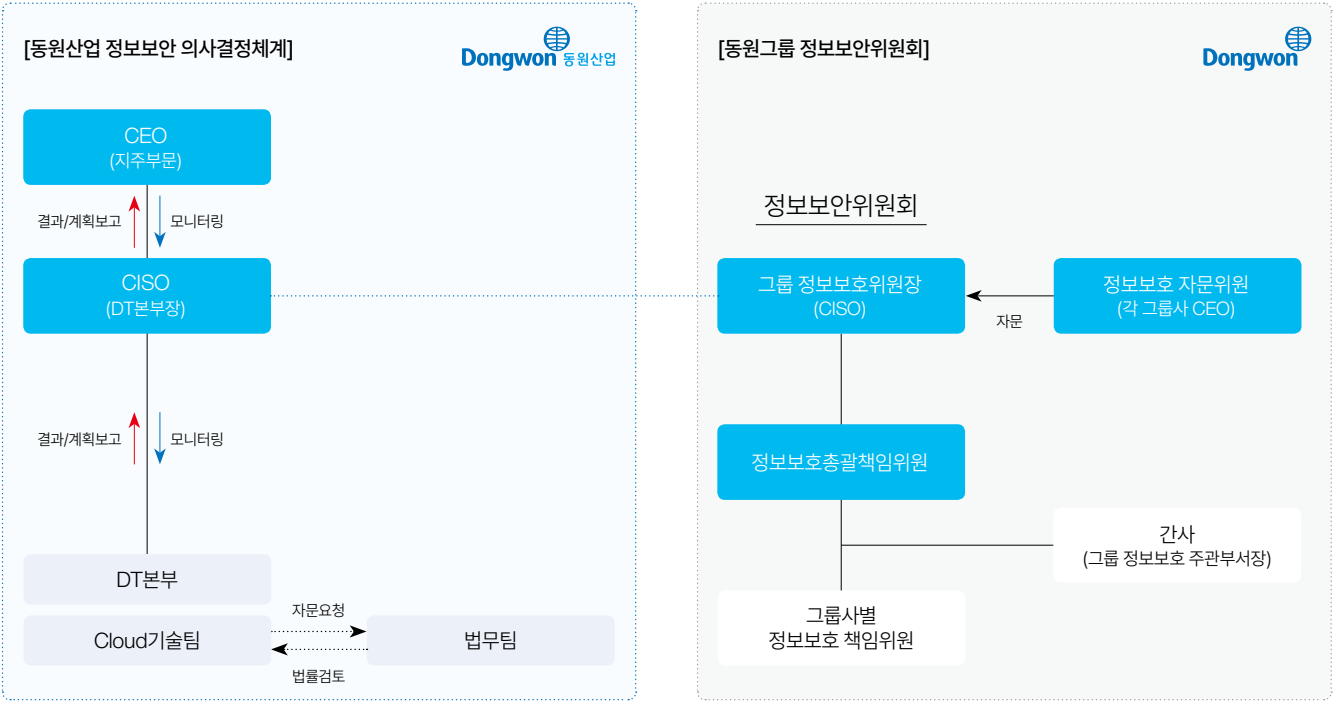 [동원산업 정보보안 의사결정체계]
Dongwon 동원산업
CEO
(지주부문)
결과/계획보고
모니터링
CISO
(DT본부장)
결과/계획보고
모니터링
DT본부
Cloud기술팀
자문요청
법률검토
법무팀
[동원그룹 정보보안위원회]
Dongwon
정보보안위원회
그룹 정보보호위원장
(CISO)
자문
정보보호 자문위원
(각 그룹사 CEO)
정보보호총괄책임위원
간사
(그룹 정보보호 주관부서장)
그룹사별
정보보호 책임위원